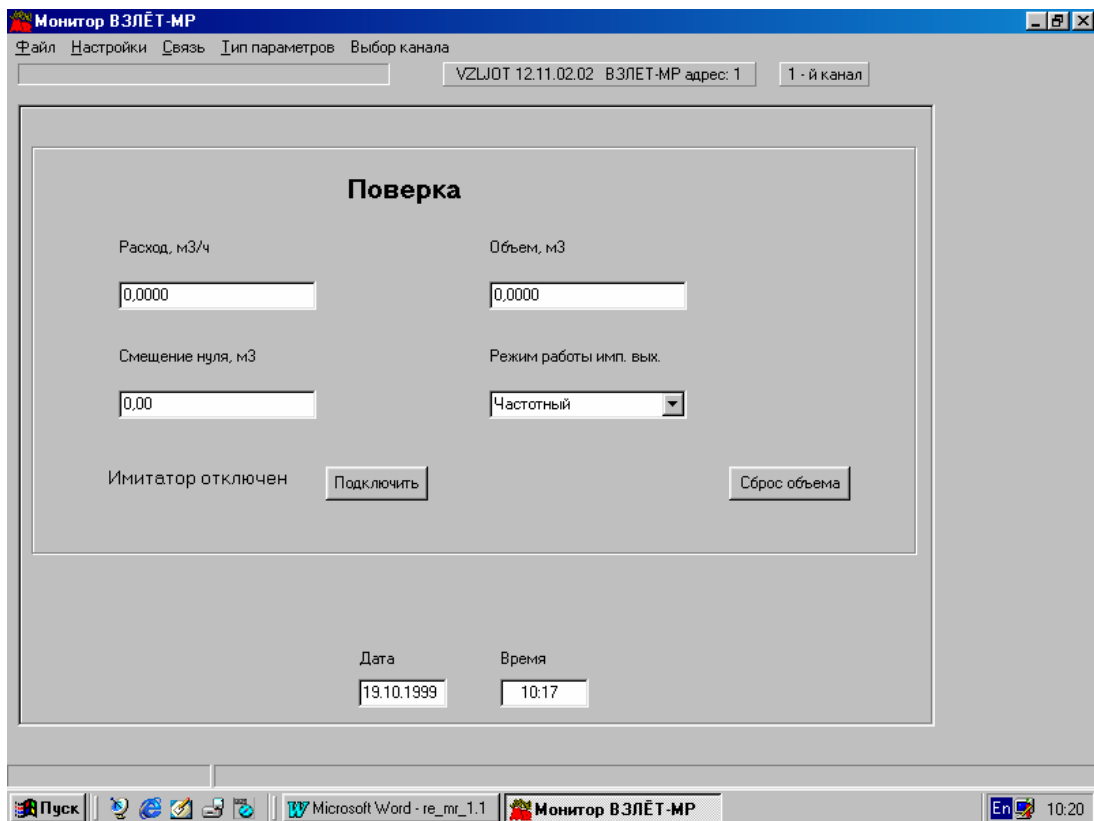 Монитор ВЗЛЁТ-МР
Файл Настройки Связь Тип параметров Выбор канала
VZLJOT 12.11.02.02 ВЗЛЕТ-МР адрес: 1 1 - й канал
Поверка
Расход, м3/ч Объем, м3
0,0000 0,0000
Смещение нуля, м3 Режим работы имп. вых.
0,00 Частотный
Имитатор отключен Подключить Сброс объема
Дата Время
19.10.1999 10:17
Пуск Microsoft Word - re_mr_1.1 Монитор ВЗЛЁТ-МР En 10:20